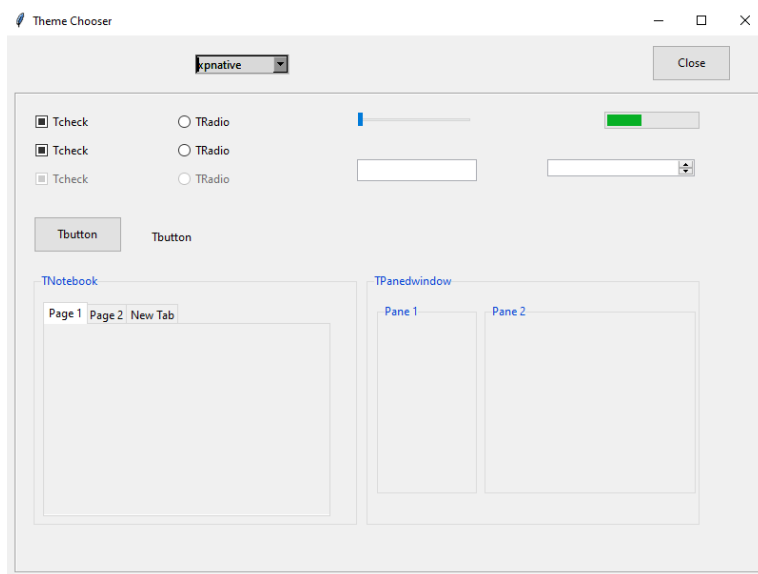 Theme Chooser
xpnative
Close
Tcheck
TRadio
Tcheck
TRadio
Tcheck
TRadio
Tbutton
Tbutton
TNotebook
TPanedwindow
Page 1
Page 2
New Tab
Pane 1
Pane 2